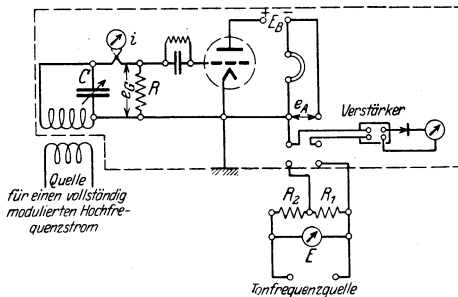 + -
E_B
i
C
e_G
R
e_A
Verstärker
Quelle
für einen vollständig
modulierten Hochfre-
quenzstrom
R_2 R_1
E
Tonfrequenzquelle